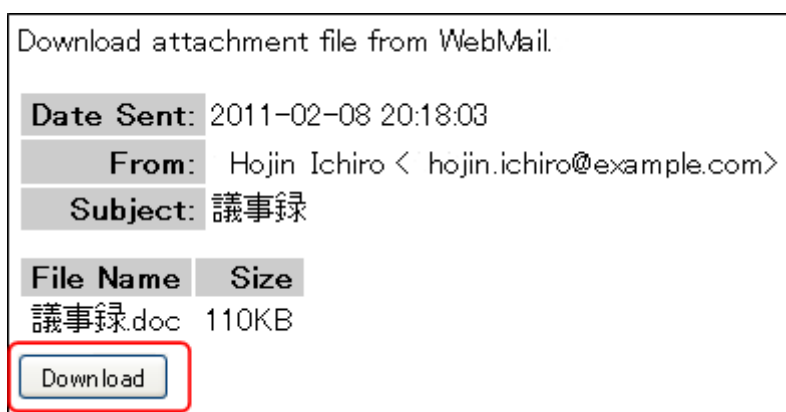 Download attachment file from WebMail.
Date Sent: 2011-02-08 20:18:03
From: Hojin Ichiro < hojin.ichiro@example.com>
Subject: 議事録
File Name Size
議事録.doc 110KB
Download